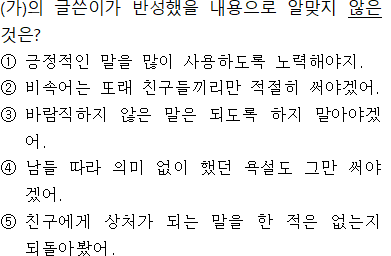 (가)의 글쓴이가 반성했을 내용으로 알맞지 않은
것은?
① 긍정적인 말을 많이 사용하도록 노력해야지.
② 비속어는 또래 친구들끼리만 적절히 써야겠어.
③ 바람직하지 않은 말은 되도록 하지 말아야겠
어.
④ 남들 따라 의미 없이 했던 욕설도 그만 써야
겠어.
⑤ 친구에게 상처가 되는 말을 한 적은 없는지
되돌아봤어.